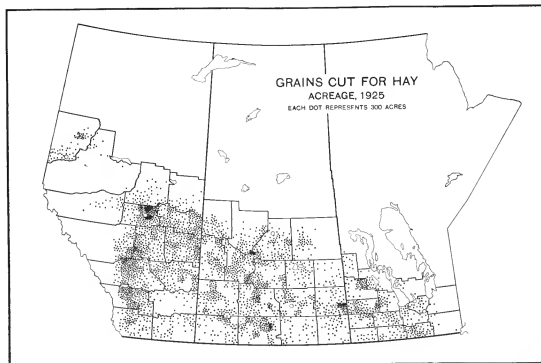 GRAINS CUT FOR HAY
ACREAGE, 1925
EACH DOT REPRESENTS 300 ACRES